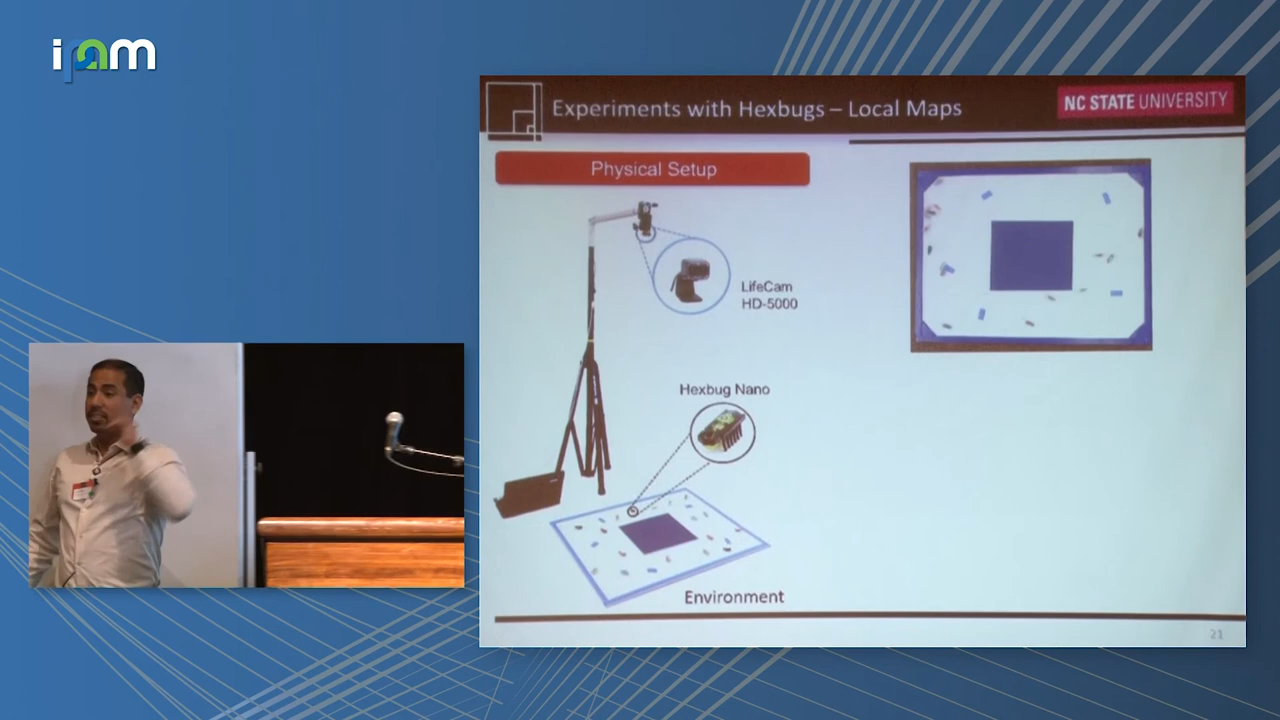 ipam
Experiments with Hexbugs – Local Maps
NC STATE UNIVERSITY
Physical Setup
LifeCam
HD-5000
Hexbug Nano
Environment
21